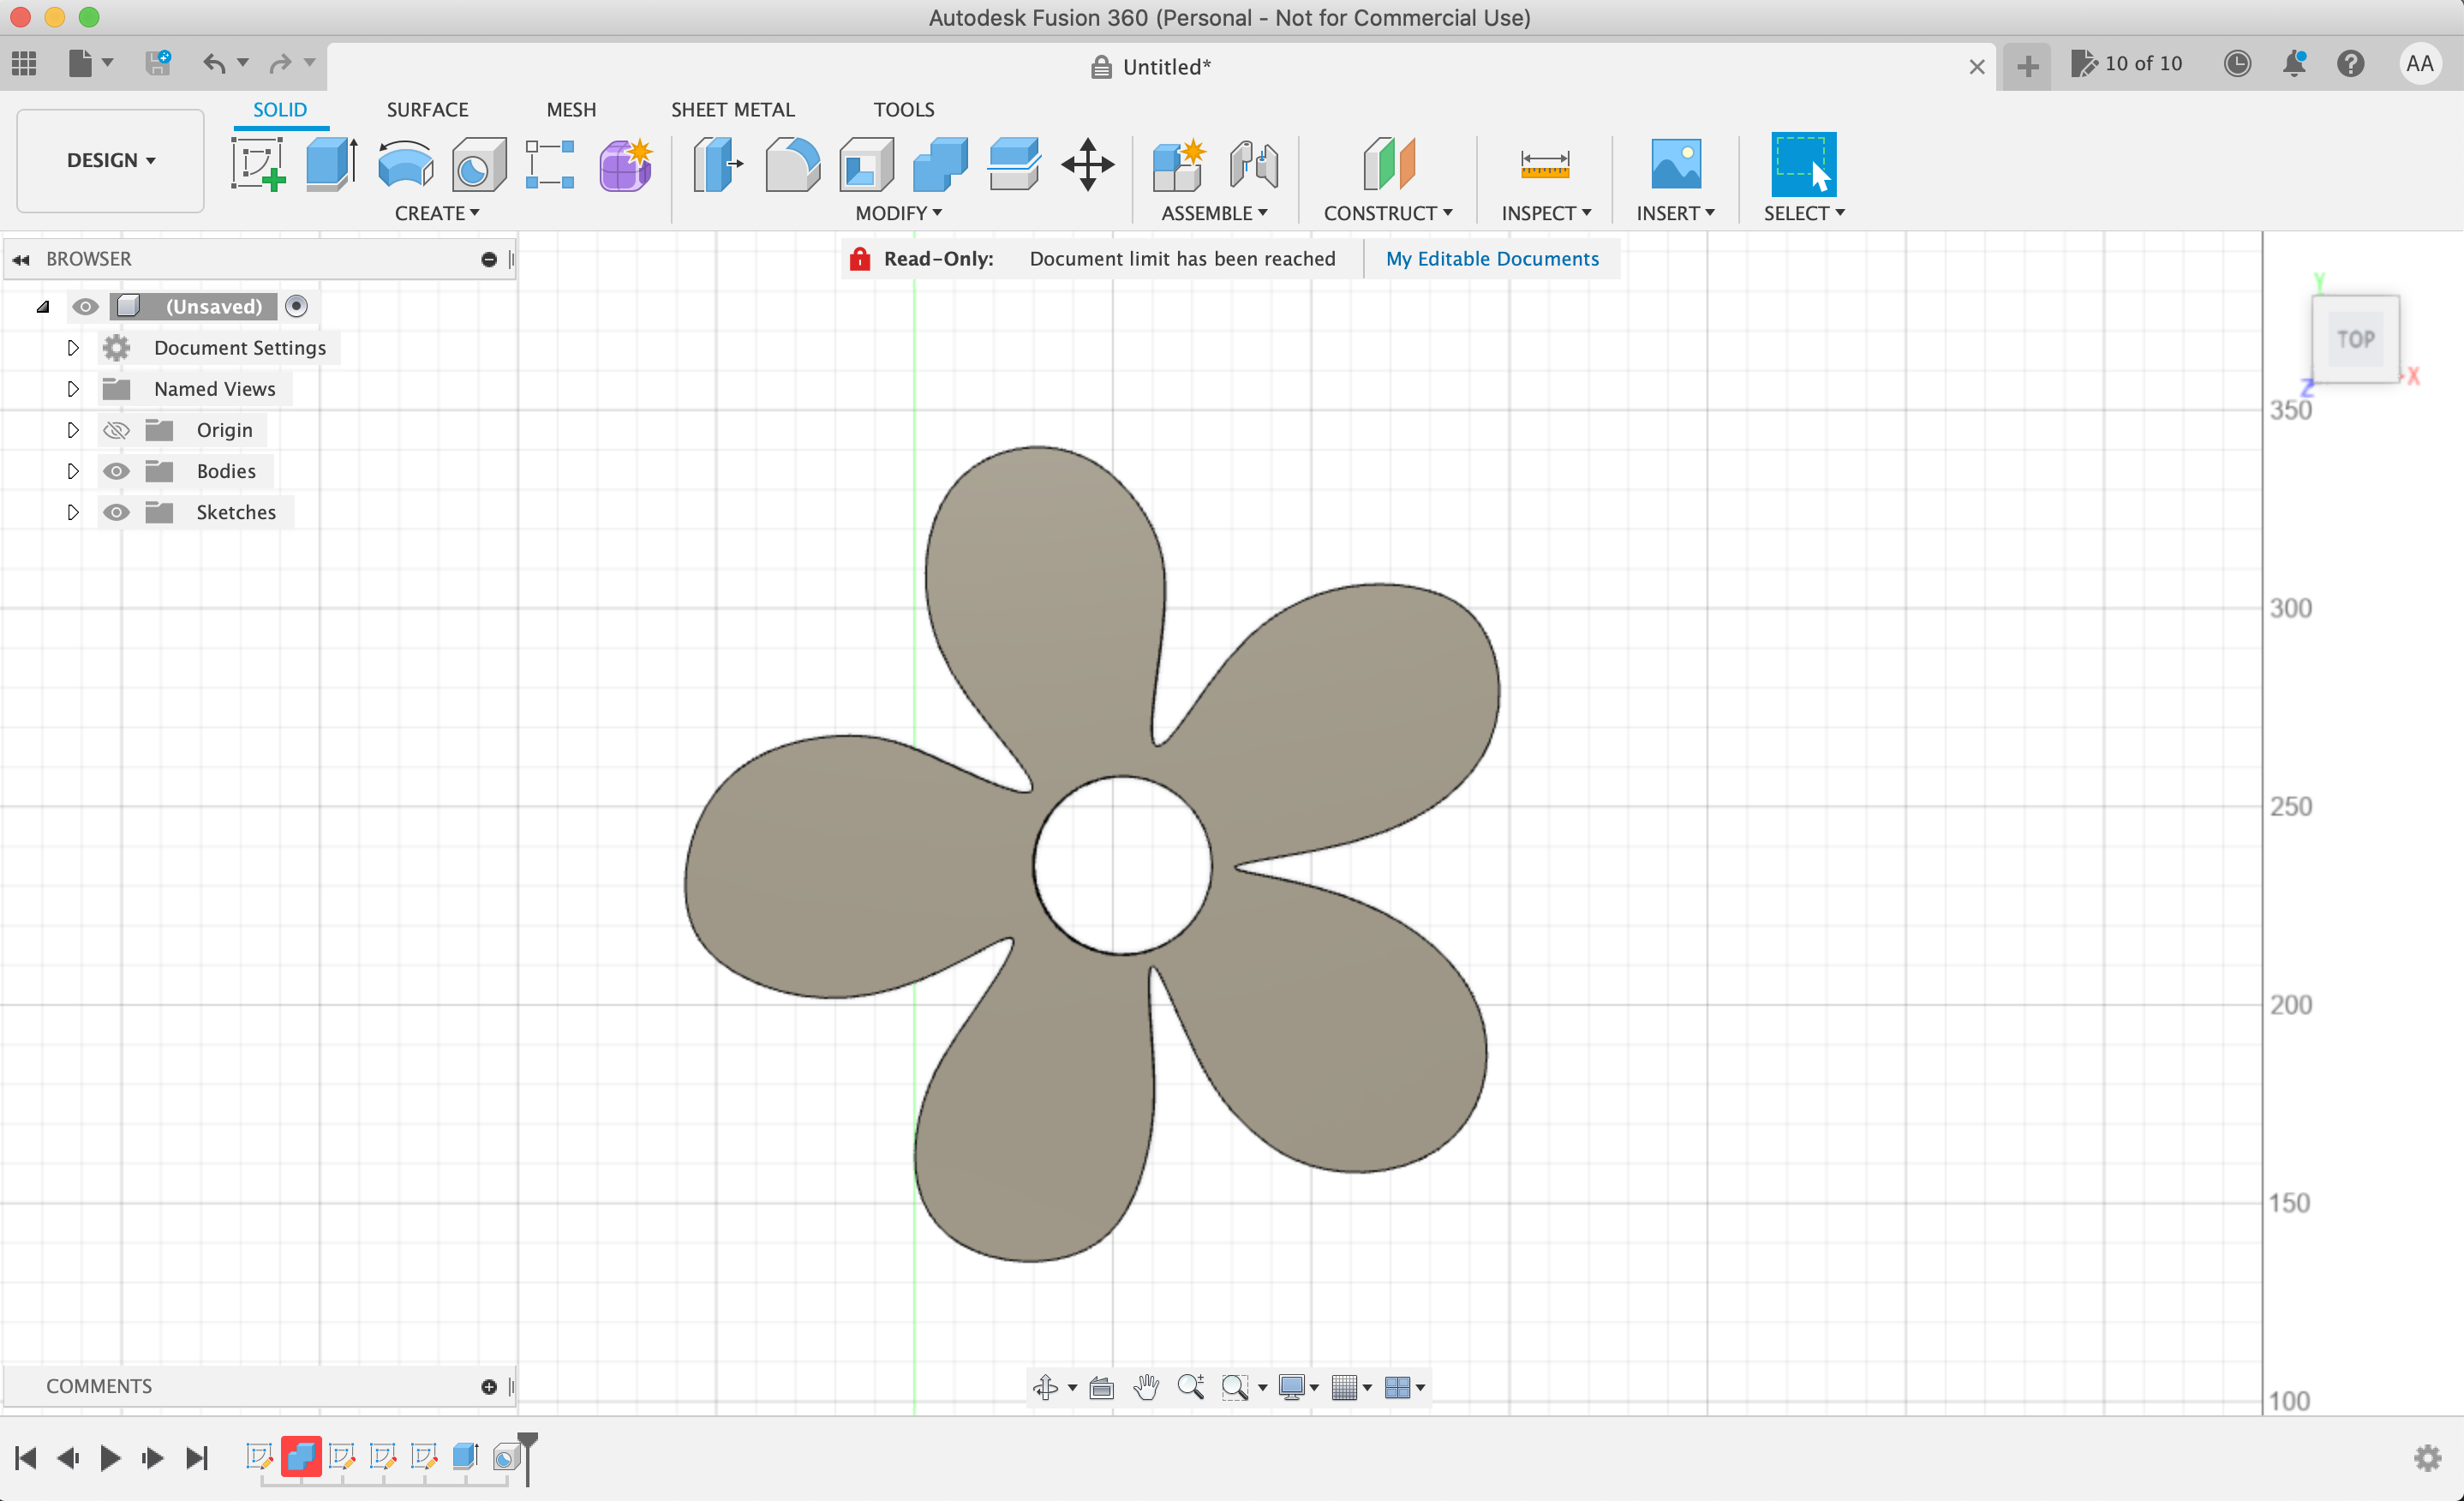 Autodesk Fusion 360 (Personal - Not for Commercial Use)
Untitled*
10 of 10
AA
DESIGN
SOLID
SURFACE
MESH
SHEET METAL
TOOLS
CREATE
MODIFY
ASSEMBLE
CONSTRUCT
INSPECT
INSERT
SELECT
BROWSER
Read-Only: Document limit has been reached
My Editable Documents
(Unsaved)
Document Settings
Named Views
Origin
Bodies
Sketches
Y
TOP
X
Z
350
300
250
200
150
100
COMMENTS